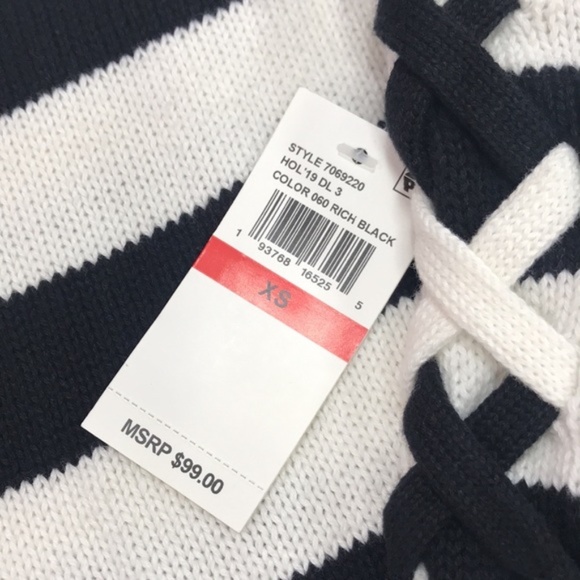 STYLE 7069220
HOL'19 DL 3
COLOR 060 RICH BLACK
1 93768 16525 5
XS
MSRP $99.00
P